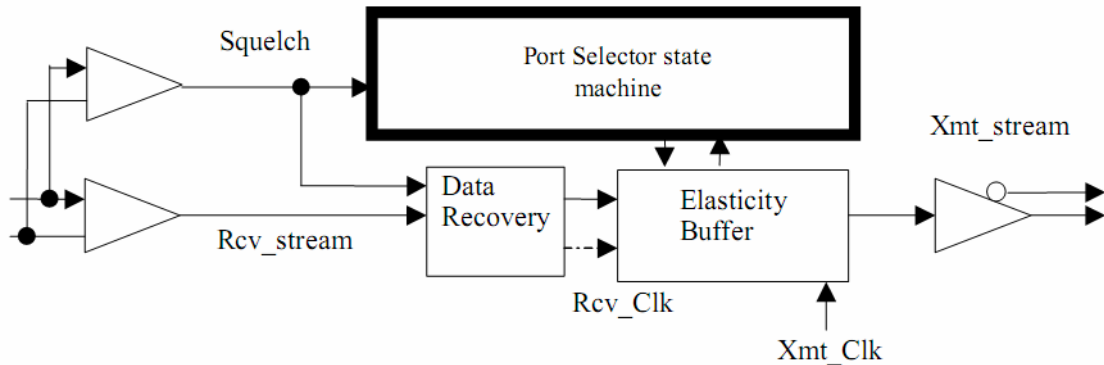 Squelch
Port Selector state
machine
Xmt_stream
Data
Recovery
Elasticity
Buffer
Rcv_stream
Rcv_Clk
Xmt_Clk